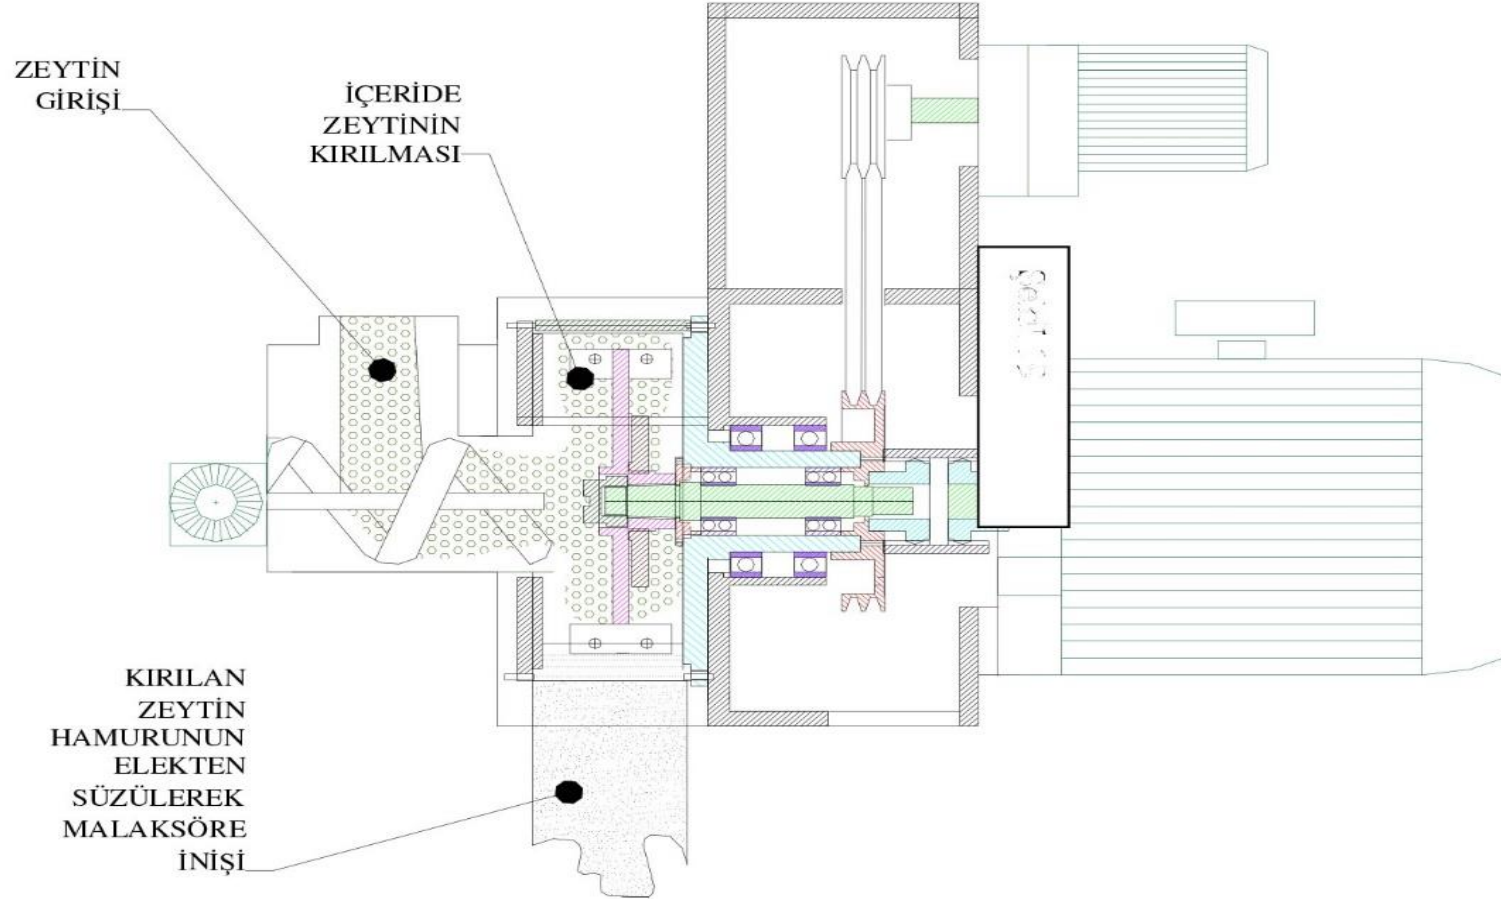 ZEYTİN
GİRİŞİ
İÇERİDE
ZEYTİNİN
KIRILMASI
KIRILAN
ZEYTİN
HAMURUNUN
ELEKTEN
SÜZÜLEREK
MALAKSÖRE
İNİŞİ